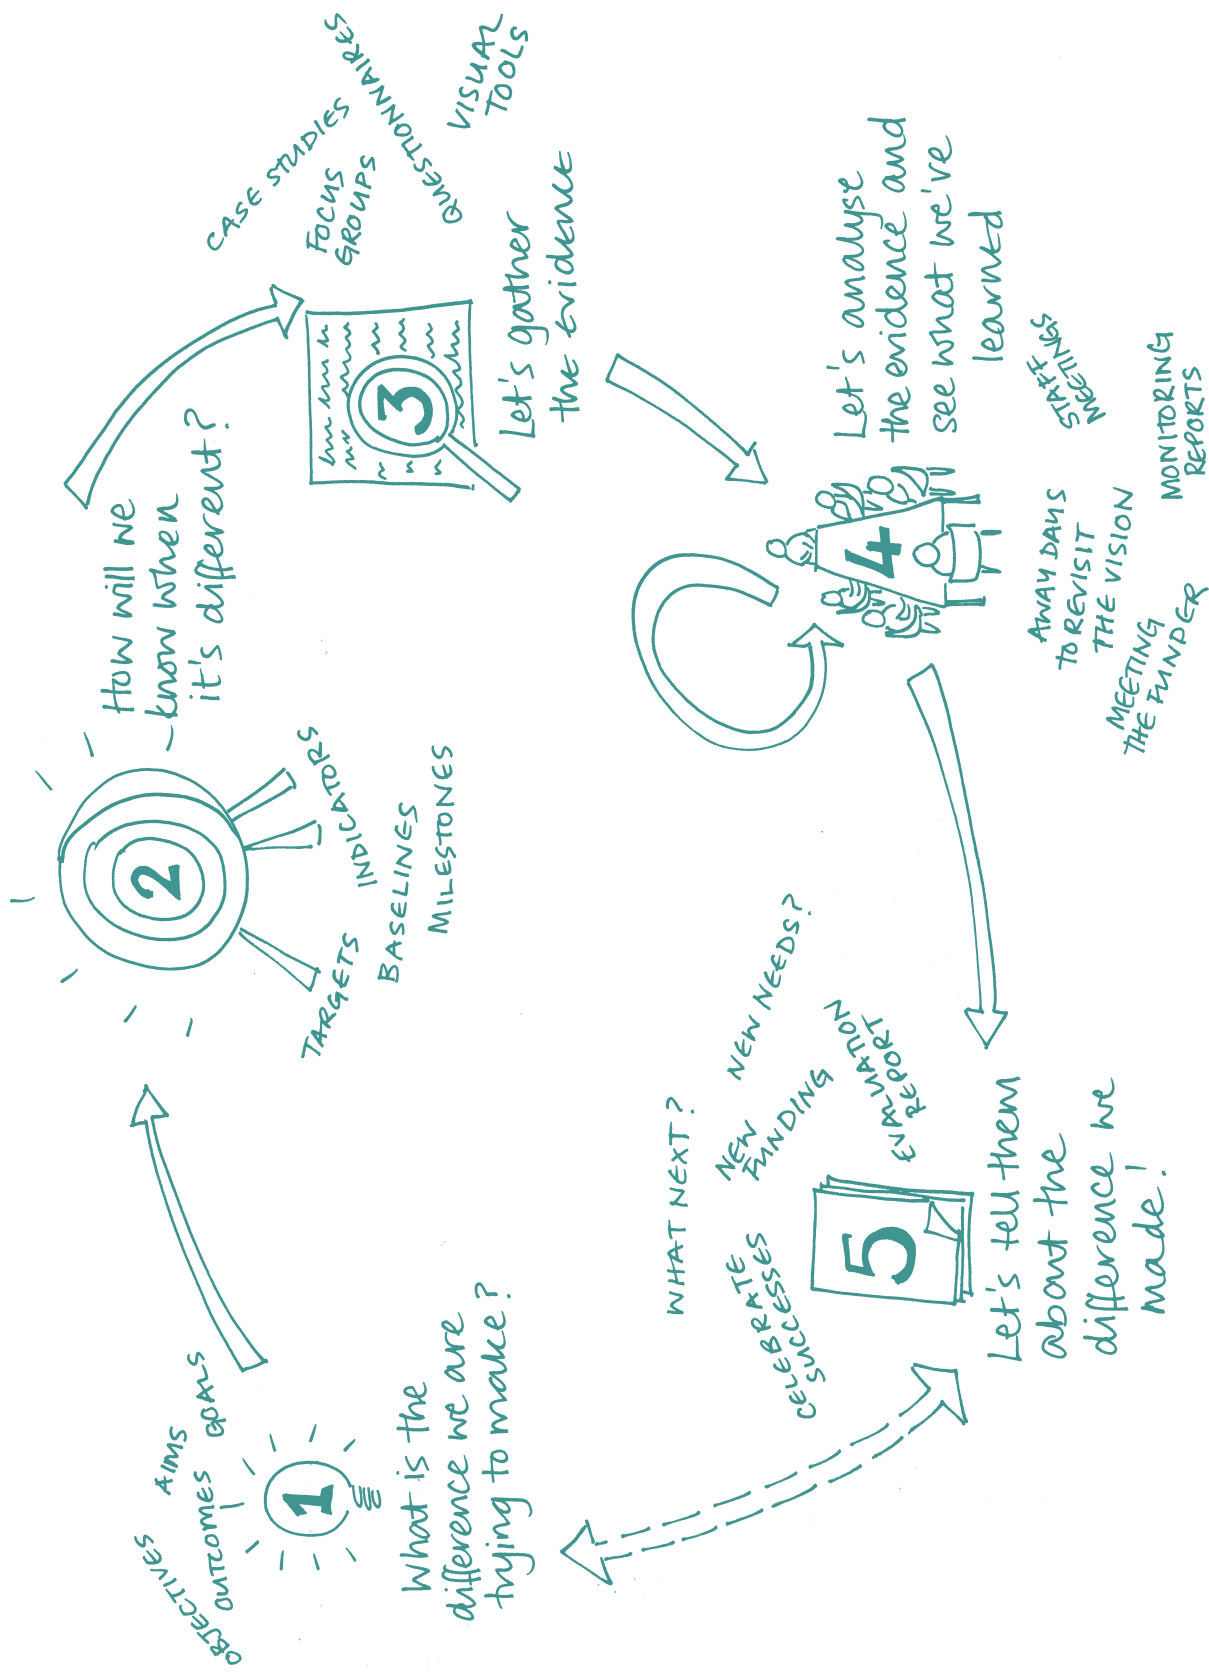 OBJECTIVES
AIMS
OUTCOMES
GOALS
1
What is the
difference we are
trying to make?
2
How will we
know when
it's different?
TARGETS
INDICATORS
BASELINES
MILESTONES
CASE STUDIES
FOCUS
GROUPS
QUESTIONNAIRES
VISUAL
TOOLS
3
Let's gather
the evidence
4
Let's analyse
the evidence and
see what we've
learned
STAFF
MEETINGS
MONITORING
REPORTS
AWAY DAYS
TO REVISIT
THE VISION
MEETING
THE FUNDER
WHAT NEXT?
NEW NEEDS?
NEW
FUNDING
CELEBRATE
SUCCESSES
EVALUATION
REPORT
5
Let's tell them
about the
difference we
made!